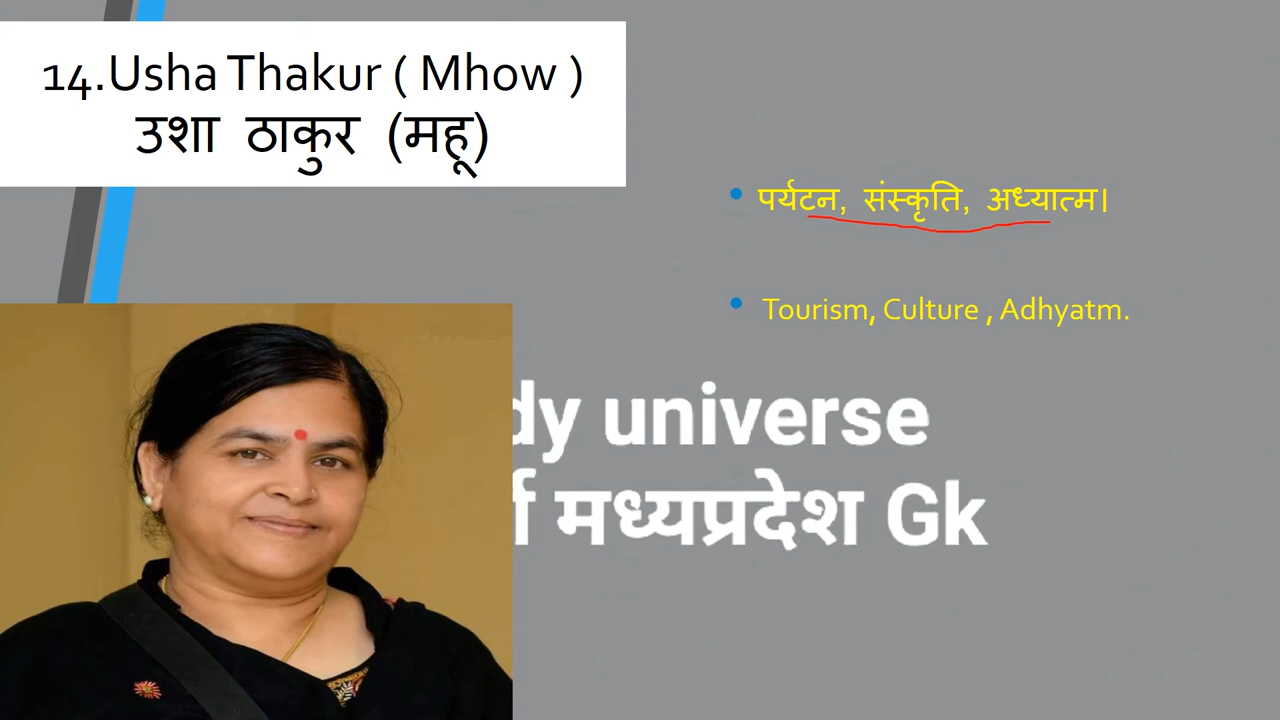 14.Usha Thakur ( Mhow )
उशा ठाकुर (महू)
• पर्यटन, संस्कृति, अध्यात्म।
• Tourism, Culture , Adhyatm.
dy universe
मध्यप्रदेश Gk